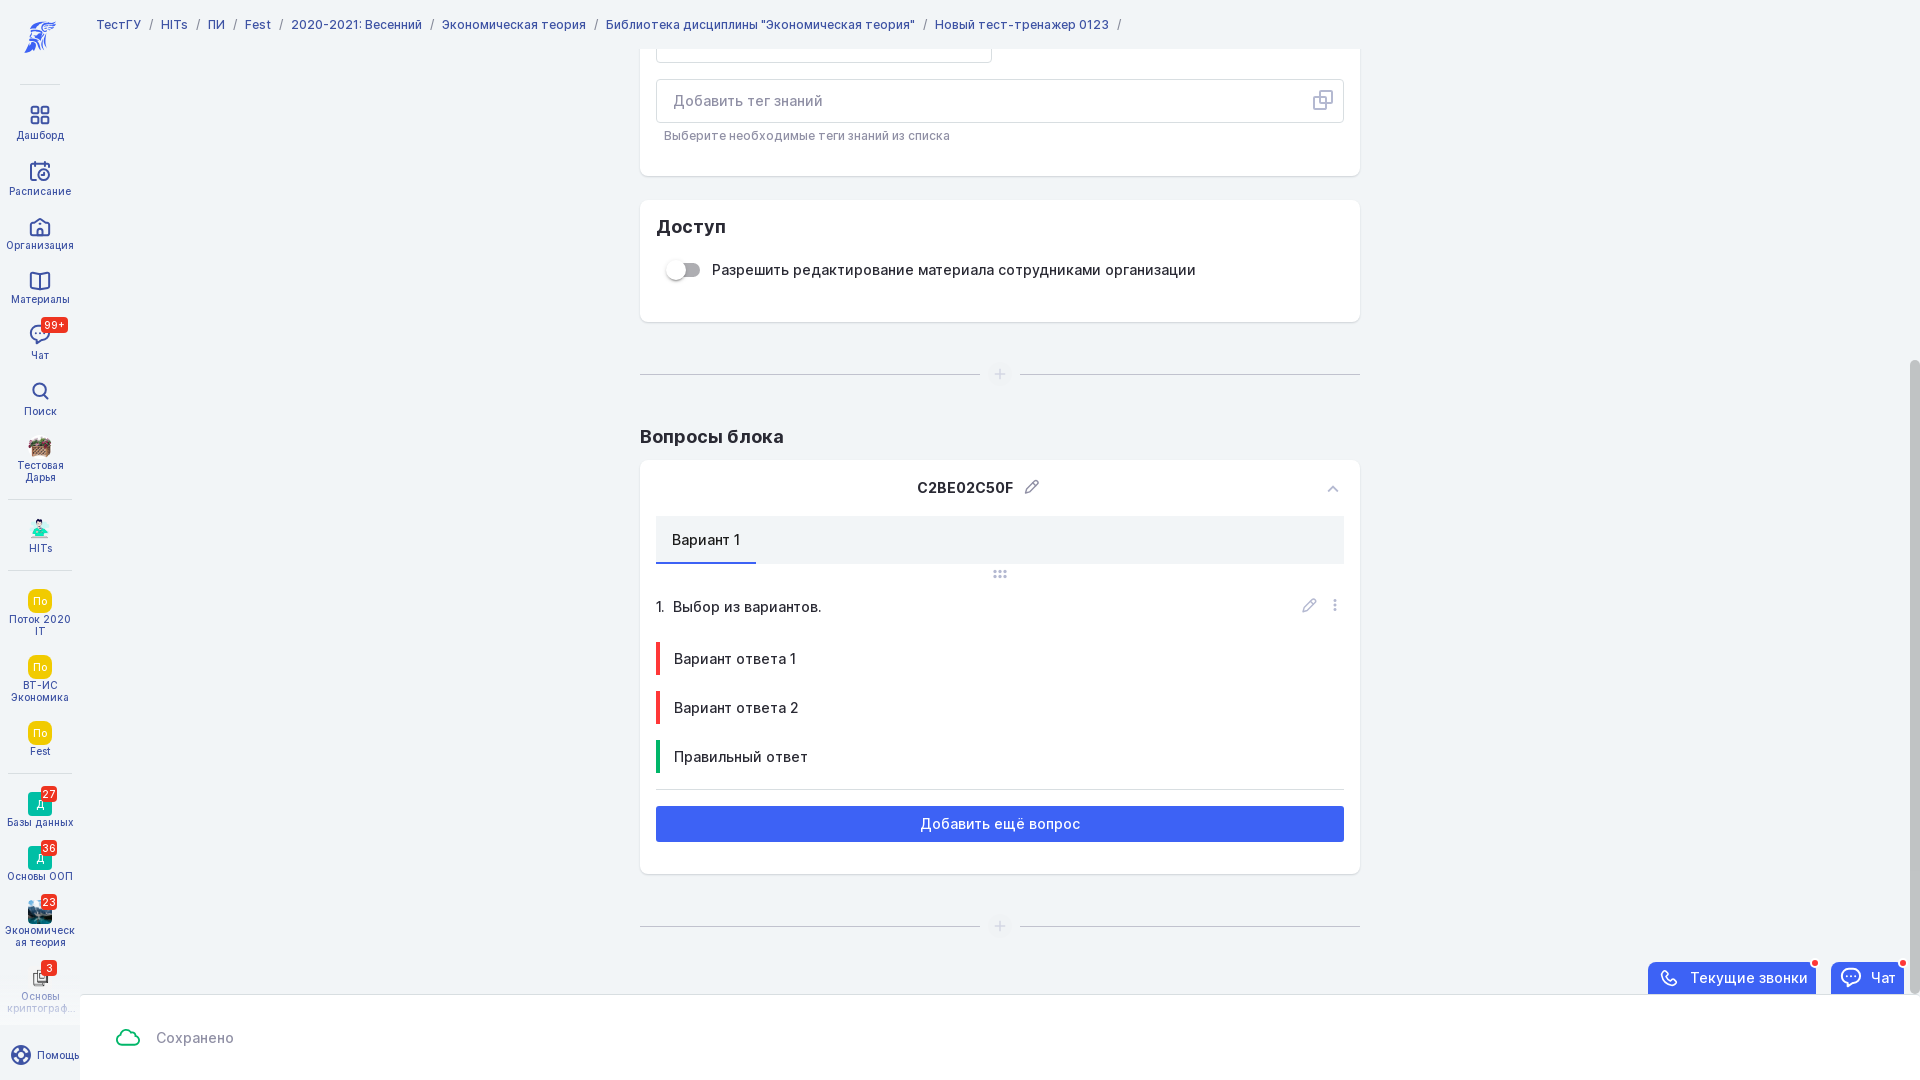 ТестГУ / HITs / ПИ / Fest / 2020-2021: Весенний / Экономическая теория / Библиотека дисциплины "Экономическая теория" / Новый тест-тренажер 0123 /
Дашборд
Расписание
Организация
Материалы
99+
Чат
Поиск
Тестовая
Дарья
HITs
По
Поток 2020
IT
По
ВТ-ИС
Экономика
По
Fest
27
Д
Базы данных
36
Д
Основы ООП
23
Экономическ
ая теория
3
Основы
криптограф...
Помощь
Добавить тег знаний
Выберите необходимые теги знаний из списка
Доступ
Разрешить редактирование материала сотрудниками организации
Вопросы блока
C2BE02C50F
Вариант 1
1. Выбор из вариантов.
Вариант ответа 1
Вариант ответа 2
Правильный ответ
Добавить ещё вопрос
Текущие звонки
Чат
Сохранено